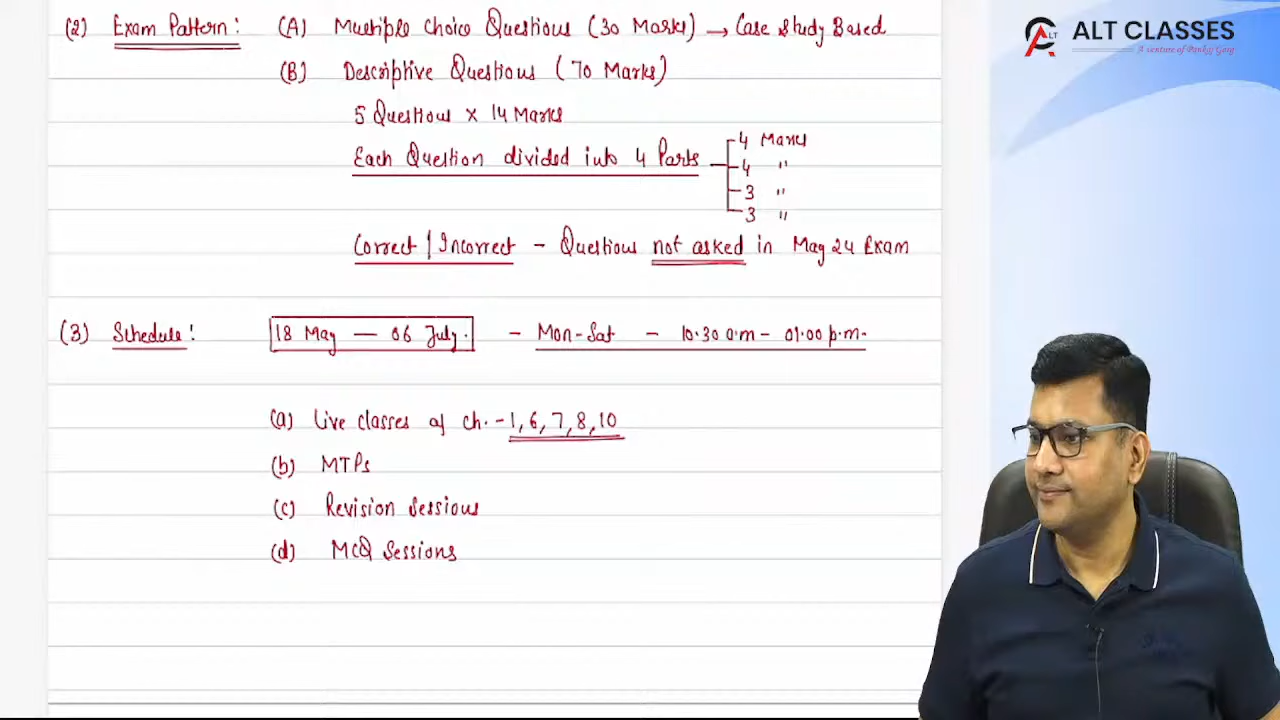 (2) Exam Pattern: (A) Multiple Choice Questions (30 Marks) → Case Study Based
(B) Descriptive Questions (70 Marks)
5 Questions x 14 Marks
Each Question divided into 4 Parts
4 Marks
4 "
3 "
3 "
Correct | Incorrect - Questions not asked in May 24 Exam
(3) Schedule: 18 May — 06 July. - Mon-Sat - 10.30 a.m - 01.00 p.m.
(a) Live classes of ch. - 1, 6, 7, 8, 10
(b) MTPs
(c) Revision Sessions
(d) MCQ Sessions
ALT
ALT CLASSES
A venture of Pankaj Garg